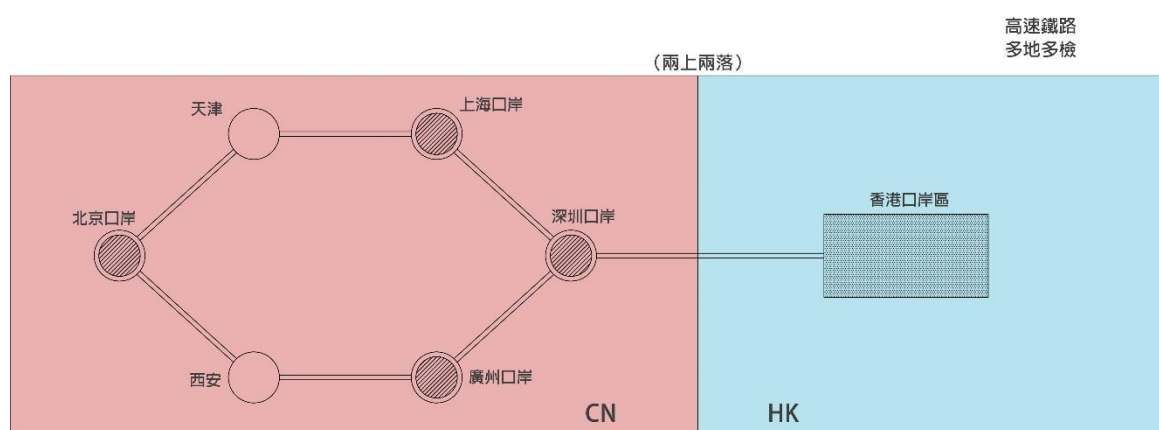 高速鐵路
多地多檢
（兩上兩落）
天津
上海口岸
北京口岸
深圳口岸
香港口岸區
西安
廣州口岸
CN
HK